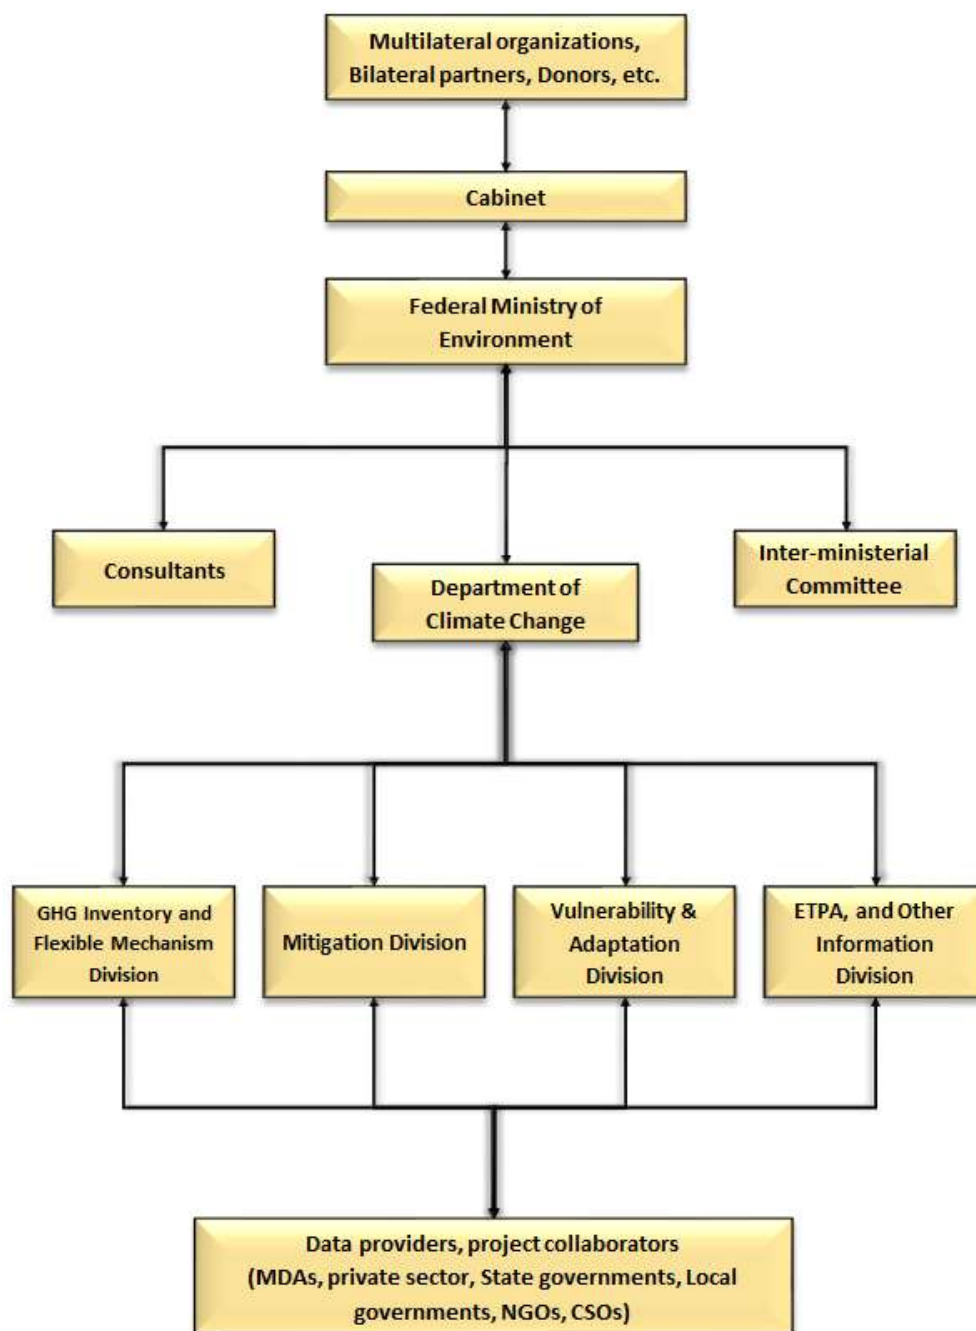 Multilateral organizations,
Bilateral partners, Donors, etc.
Cabinet
Federal Ministry of
Environment
Consultants
Department of
Climate Change
Inter-ministerial
Committee
GHG Inventory and
Flexible Mechanism
Division
Mitigation Division
Vulnerability &
Adaptation
Division
ETPA, and Other
Information
Division
Data providers, project collaborators
(MDAs, private sector, State governments, Local
governments, NGOs, CSOs)